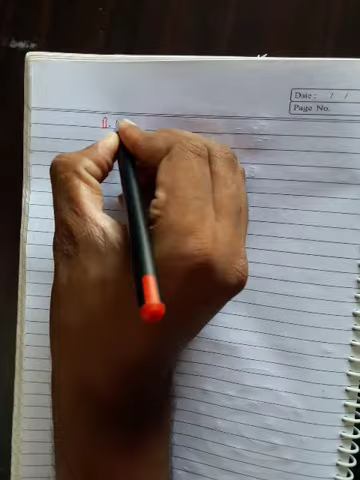 Date : / /
Page No.